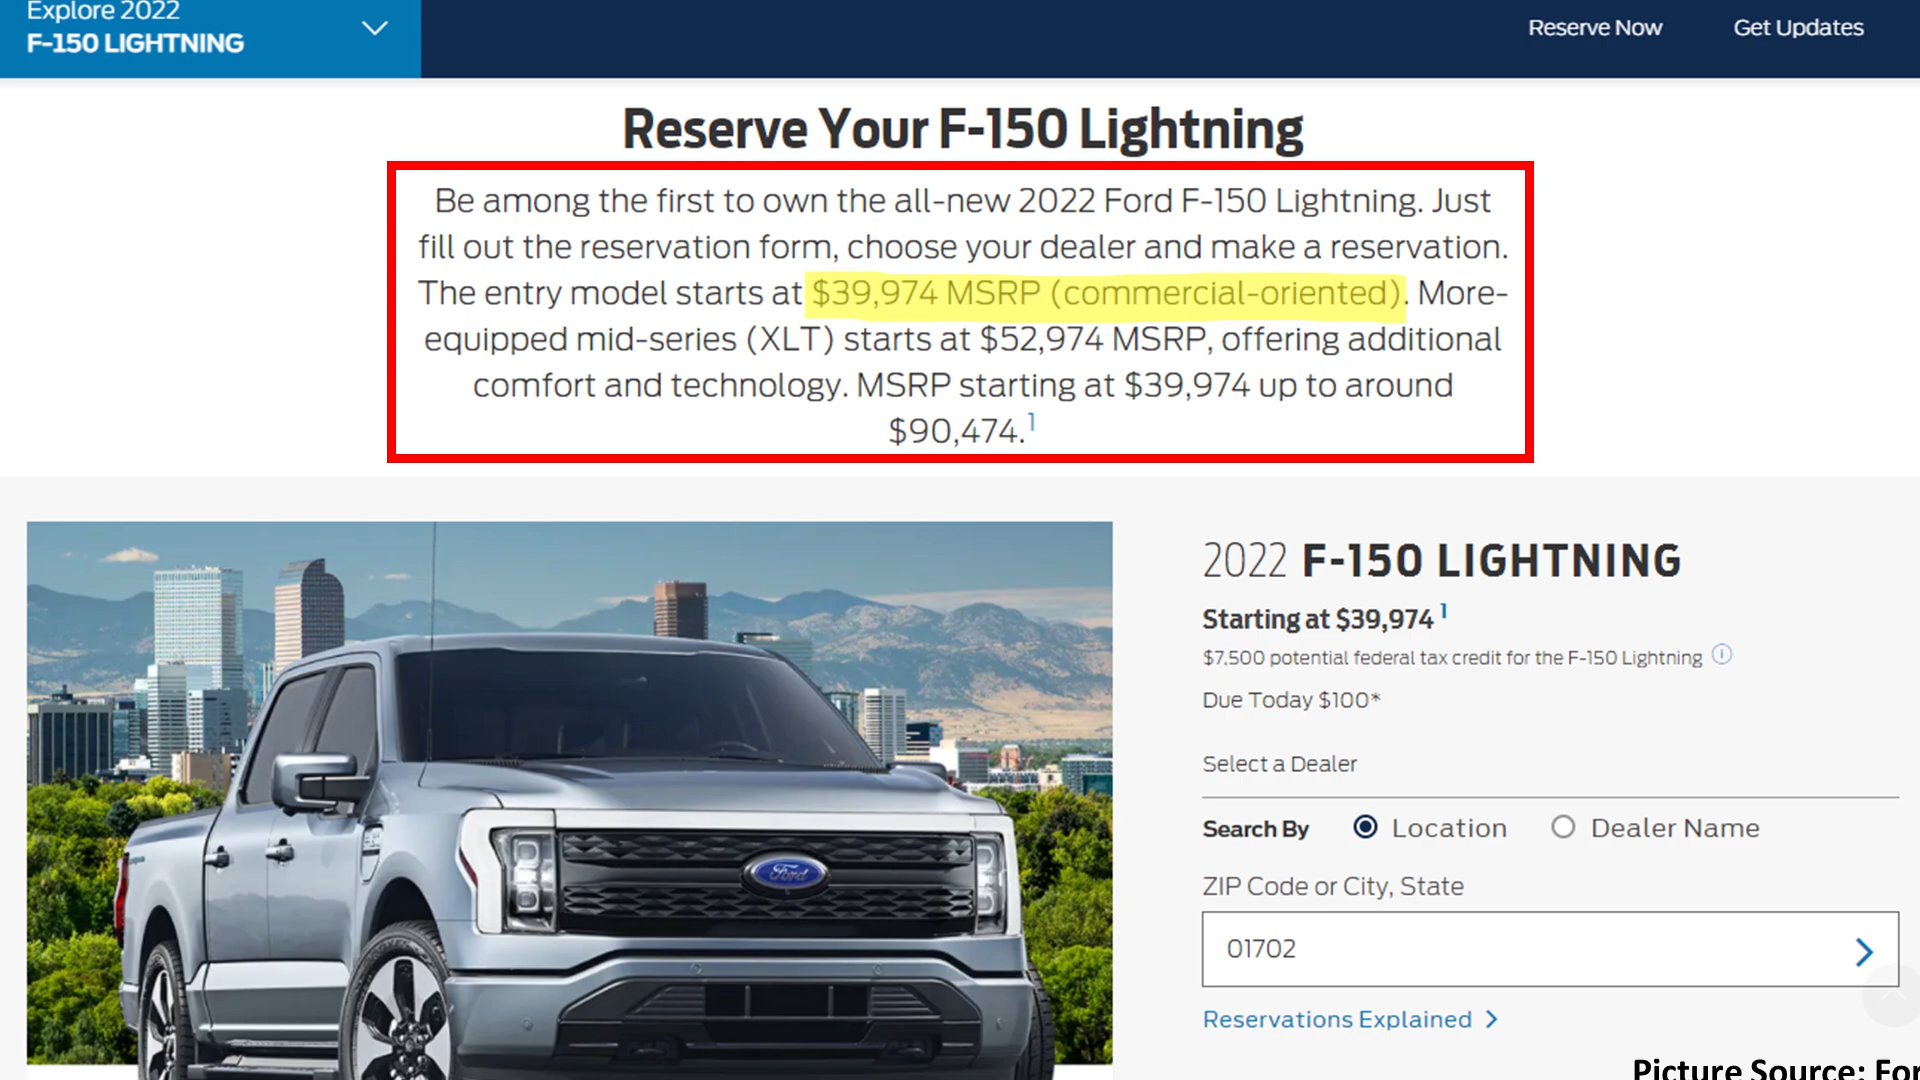 Explore 2022
F-150 LIGHTNING
Reserve Now
Get Updates
Reserve Your F-150 Lightning
Be among the first to own the all-new 2022 Ford F-150 Lightning. Just
fill out the reservation form, choose your dealer and make a reservation.
The entry model starts at $39,974 MSRP (commercial-oriented). More-
equipped mid-series (XLT) starts at $52,974 MSRP, offering additional
comfort and technology. MSRP starting at $39,974 up to around
$90,474.1
Ford
2022 F-150 LIGHTNING
Starting at $39,974 1
$7,500 potential federal tax credit for the F-150 Lightning
Due Today $100*
Select a Dealer
Search By Location Dealer Name
ZIP Code or City, State
01702
Reservations Explained
Picture Source: For